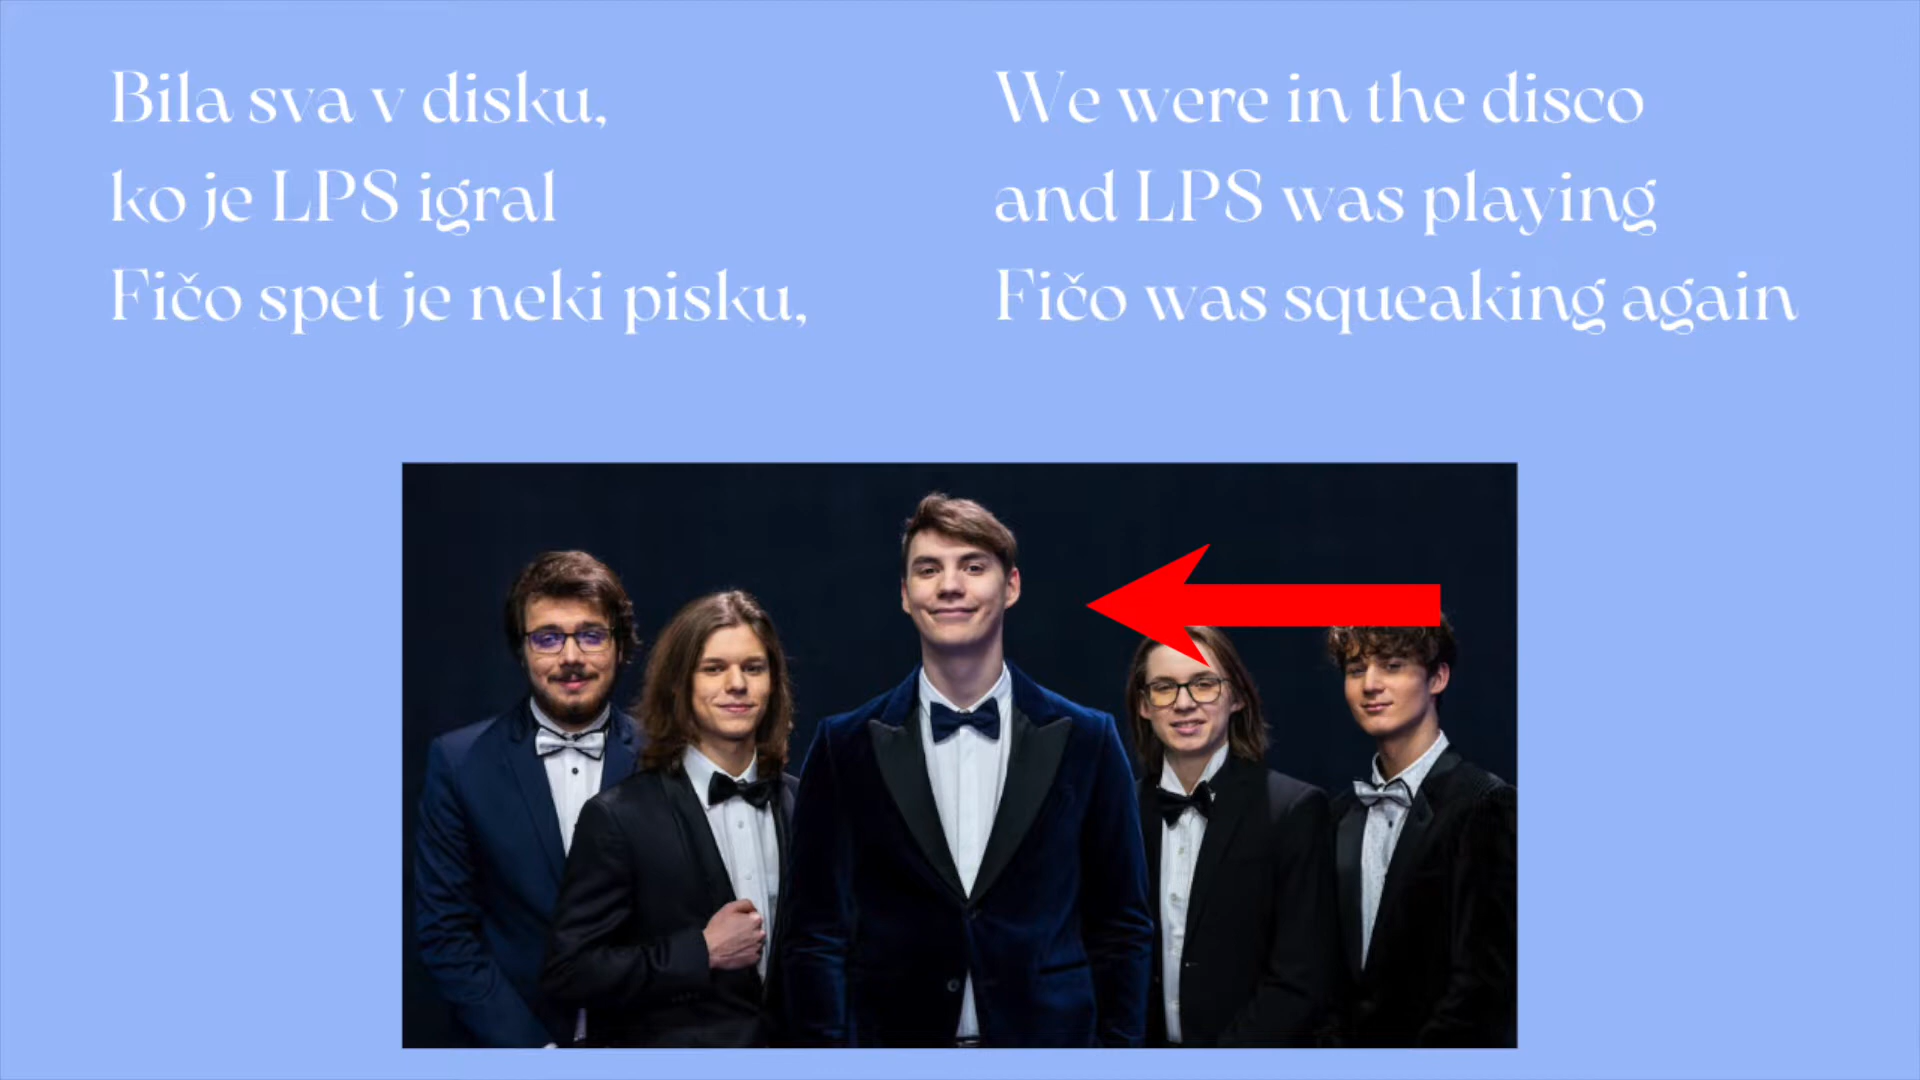 Bila sva v disku,
ko je LPS igral
Fičo spet je neki pisku,
We were in the disco
and LPS was playing
Fičo was squeaking again